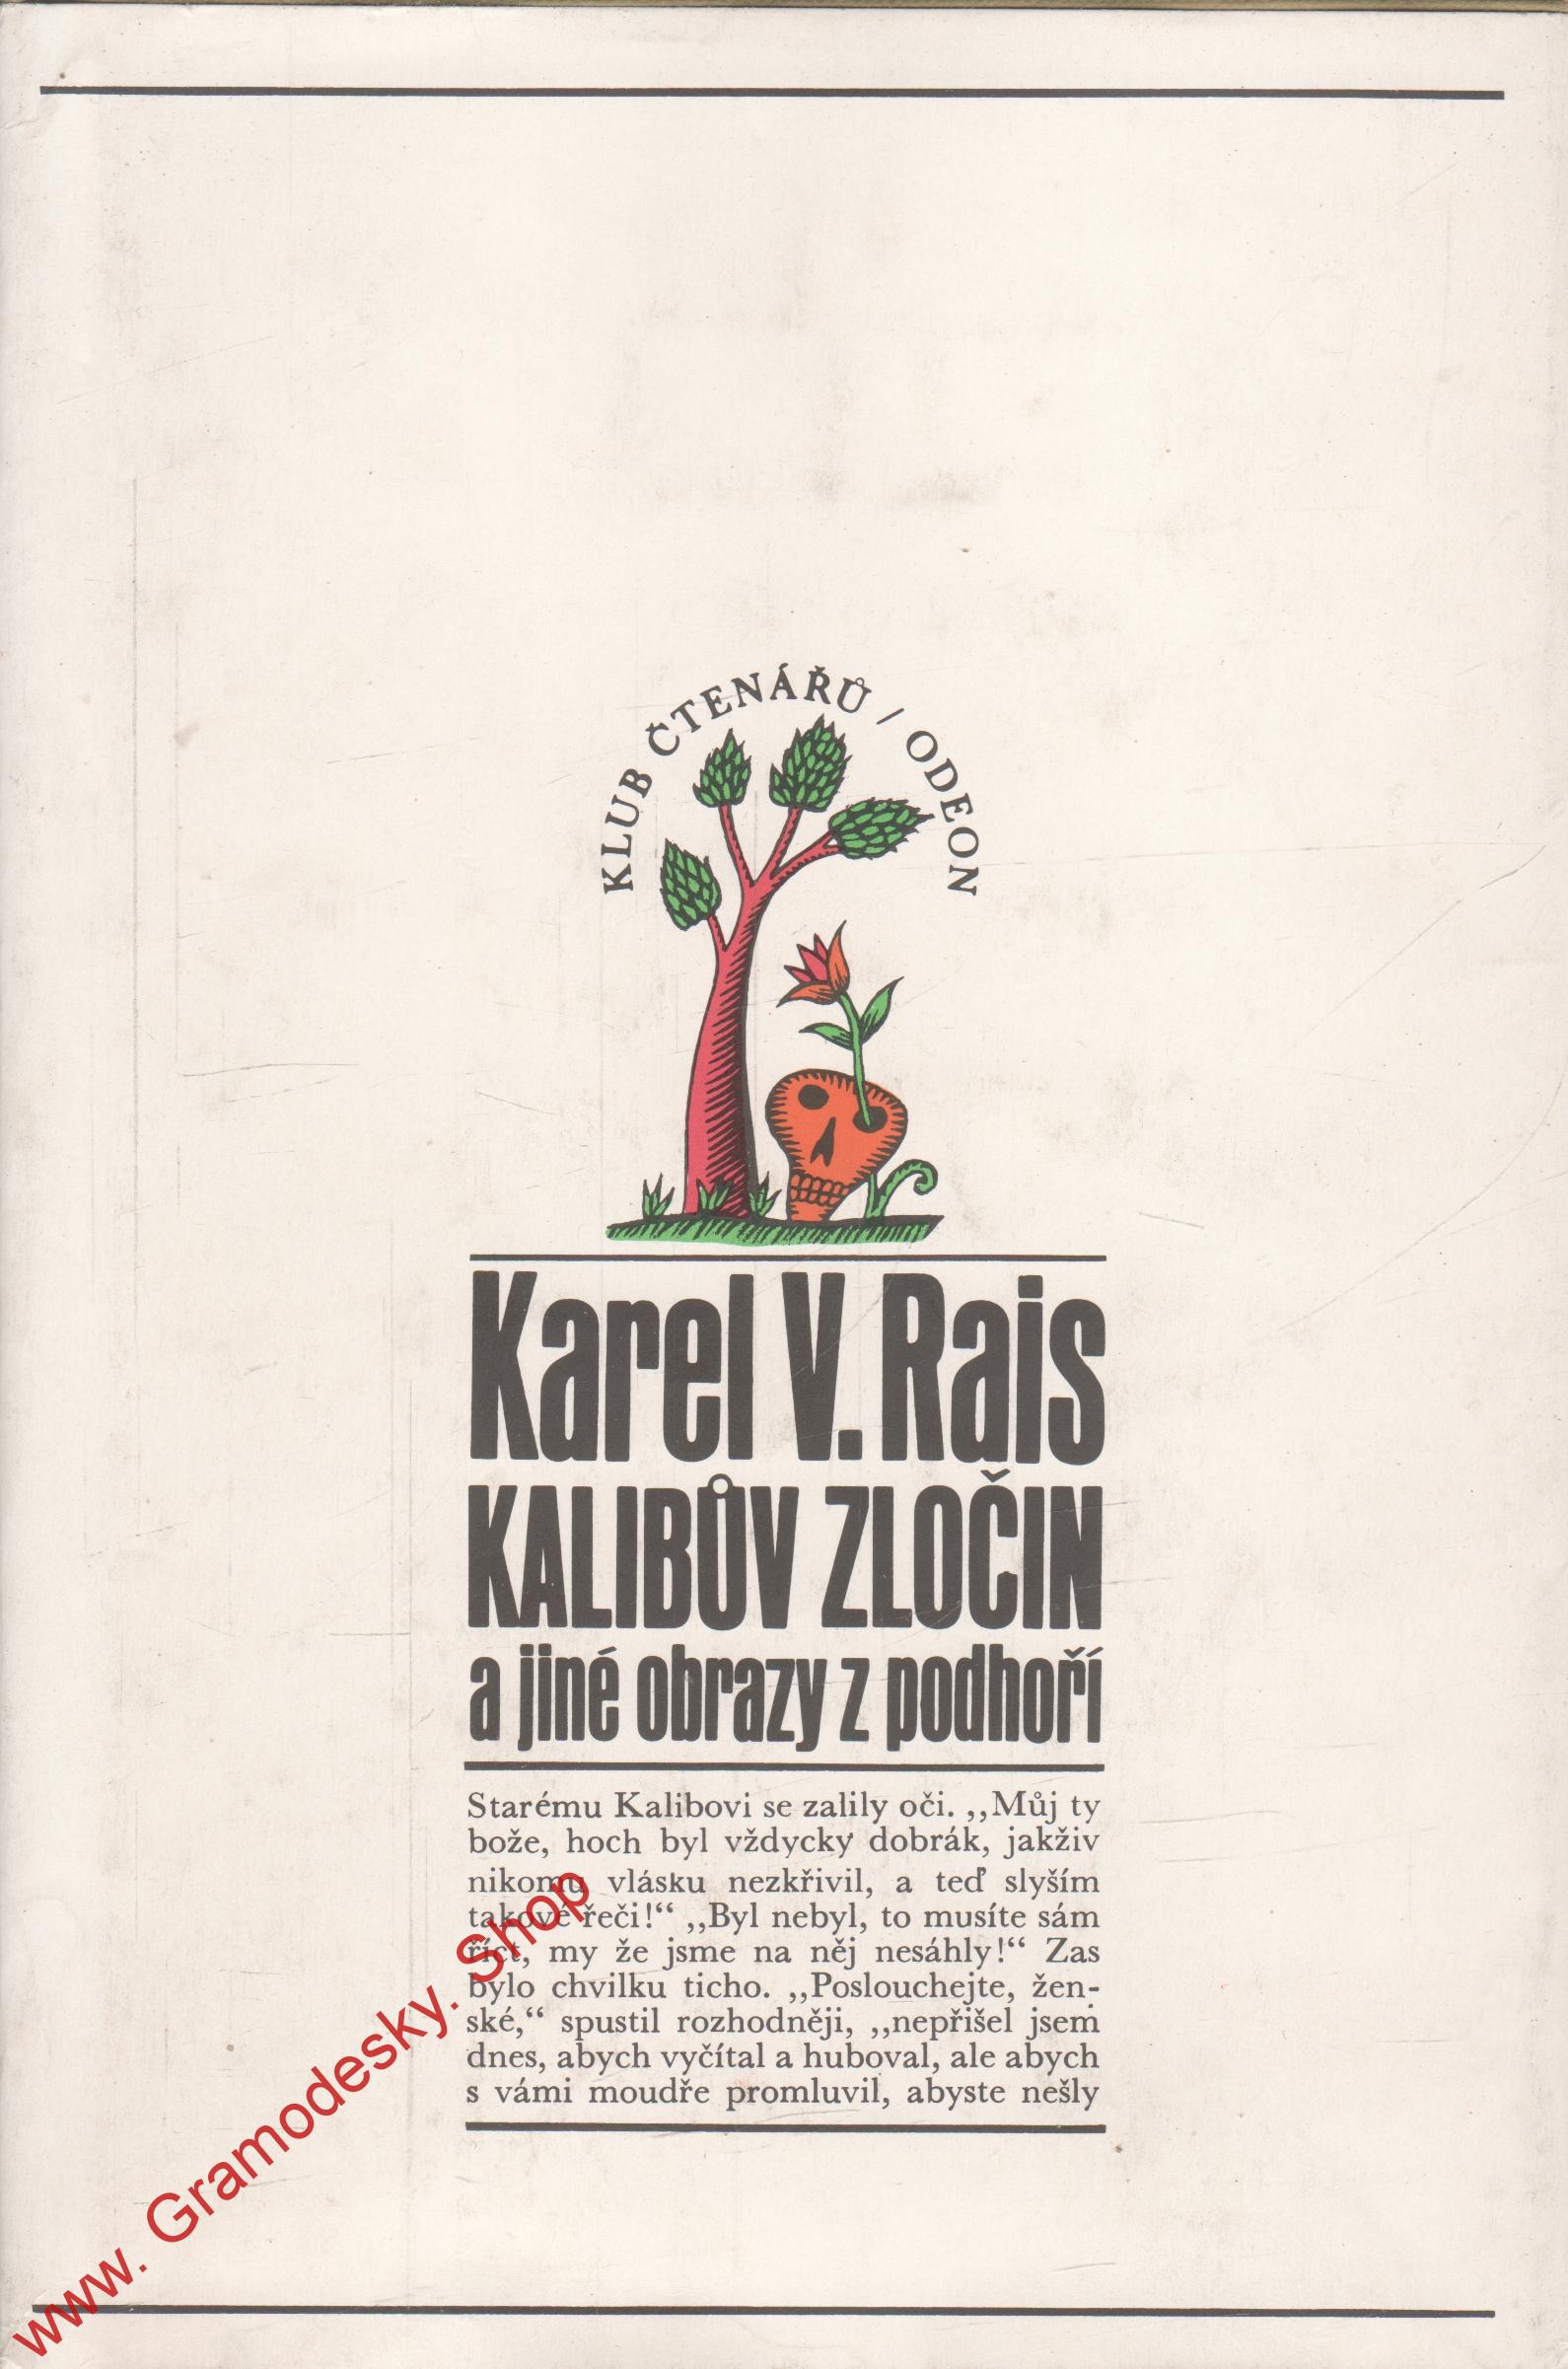 KLUB ČTENÁŘŮ / ODEON
Karel V. Rais
KALIBŮV ZLOČIN
a jiné obrazy z podhoří
Starému Kalibovi se zalily oči. ,,Můj ty
bože, hoch byl vždycky dobrák, jakživ
nikomu vlásku nezkřivil, a teď slyším
takové řeči!“ ,,Byl nebyl, to musíte sám
říct, my že jsme na něj nesáhly!“ Zas
bylo chvilku ticho. ,,Poslouchejte, žen-
ské,“ spustil rozhodněji, ,,nepřišel jsem
dnes, abych vyčítal a huboval, ale abych
s vámi moudře promluvil, abyste nešly
www. Gramodesky. Shop